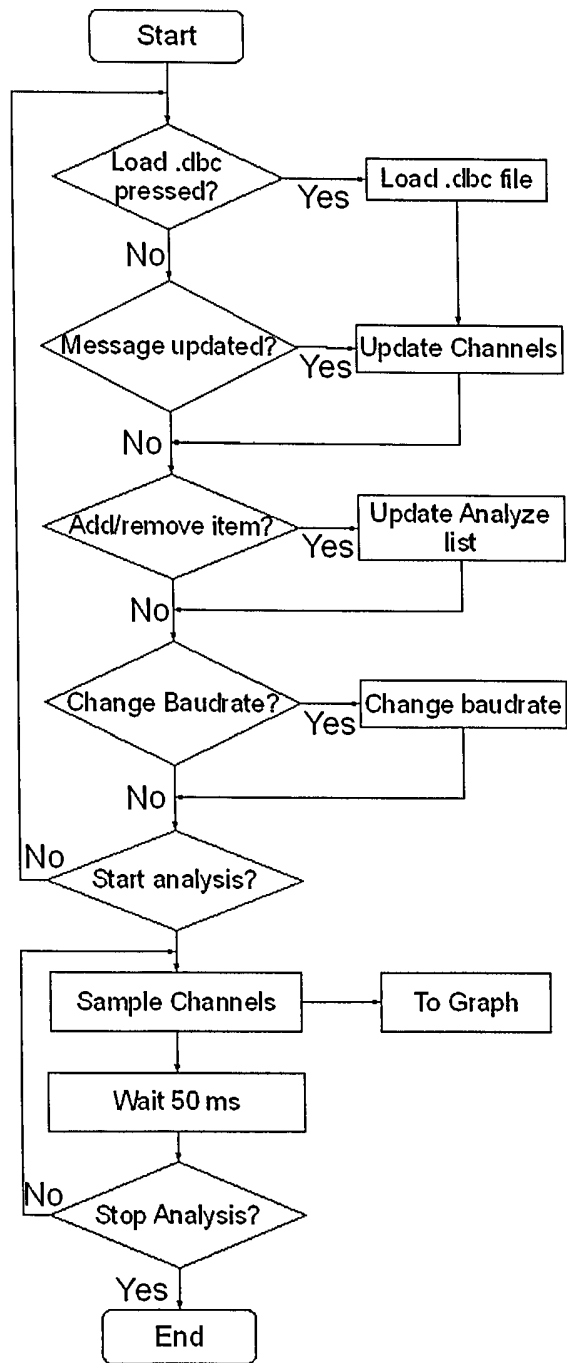 Start
Load .dbc
pressed?
Yes
Load .dbc file
No
Message updated?
Yes
Update Channels
No
Add/remove item?
Yes
Update Analyze
list
No
Change Baudrate?
Yes
Change baudrate
No
No
Start analysis?
Sample Channels
To Graph
Wait 50 ms
No
Stop Analysis?
Yes
End